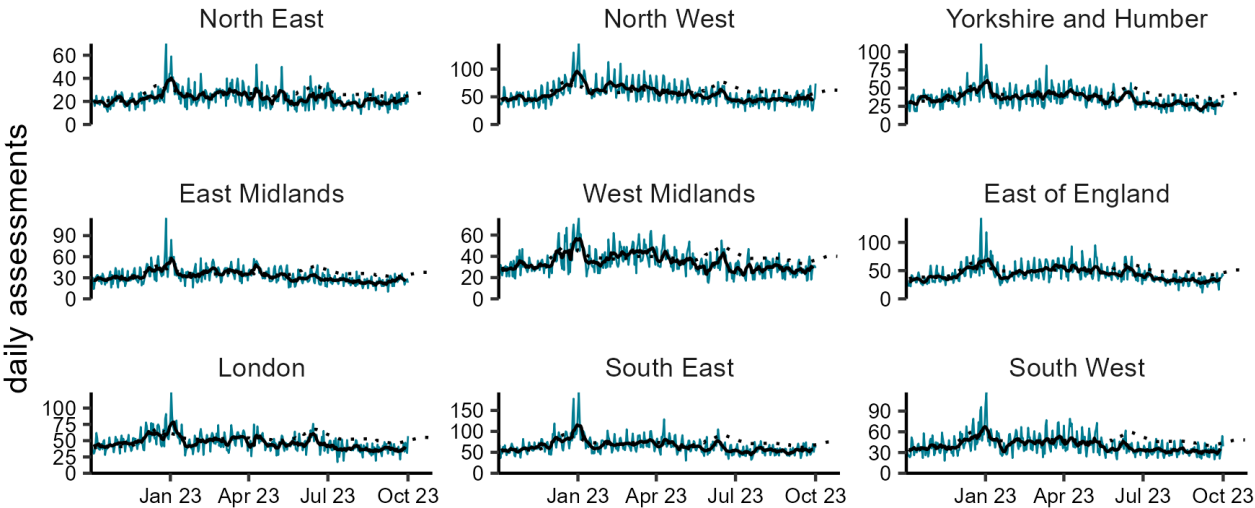 daily assessments
North East
60
40
20
0
North West
100
50
0
Yorkshire and Humber
100
75
50
25
0
East Midlands
90
60
30
0
West Midlands
60
40
20
0
East of England
100
50
0
London
100
75
50
25
0
South East
150
100
50
0
South West
90
60
30
0
Jan 23 Apr 23 Jul 23 Oct 23
Jan 23 Apr 23 Jul 23 Oct 23
Jan 23 Apr 23 Jul 23 Oct 23